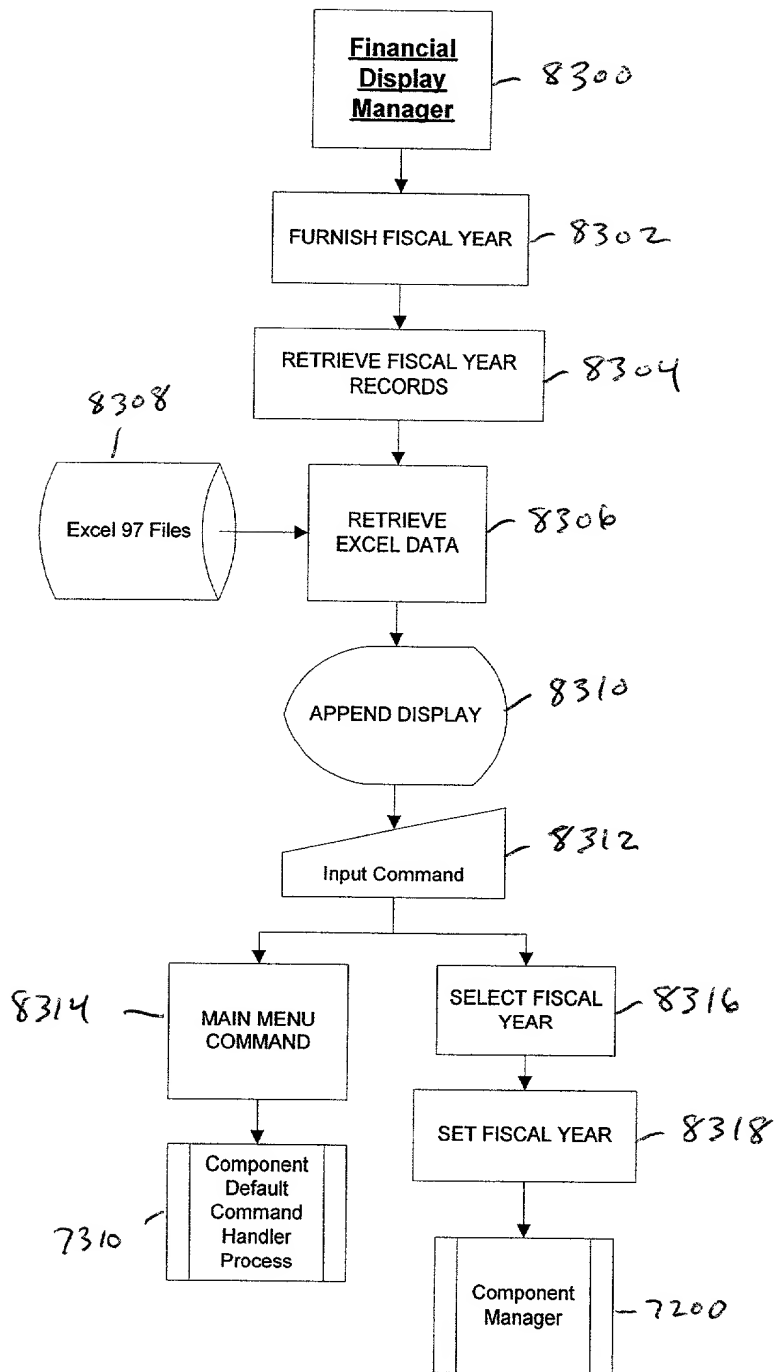 Financial
Display
Manager
8300
FURNISH FISCAL YEAR
8302
RETRIEVE FISCAL YEAR
RECORDS
8304
8308
Excel 97 Files
RETRIEVE
EXCEL DATA
8306
APPEND DISPLAY
8310
Input Command
8312
8314
MAIN MENU
COMMAND
SELECT FISCAL
YEAR
8316
SET FISCAL YEAR
8318
7310
Component
Default
Command
Handler
Process
Component
Manager
7200